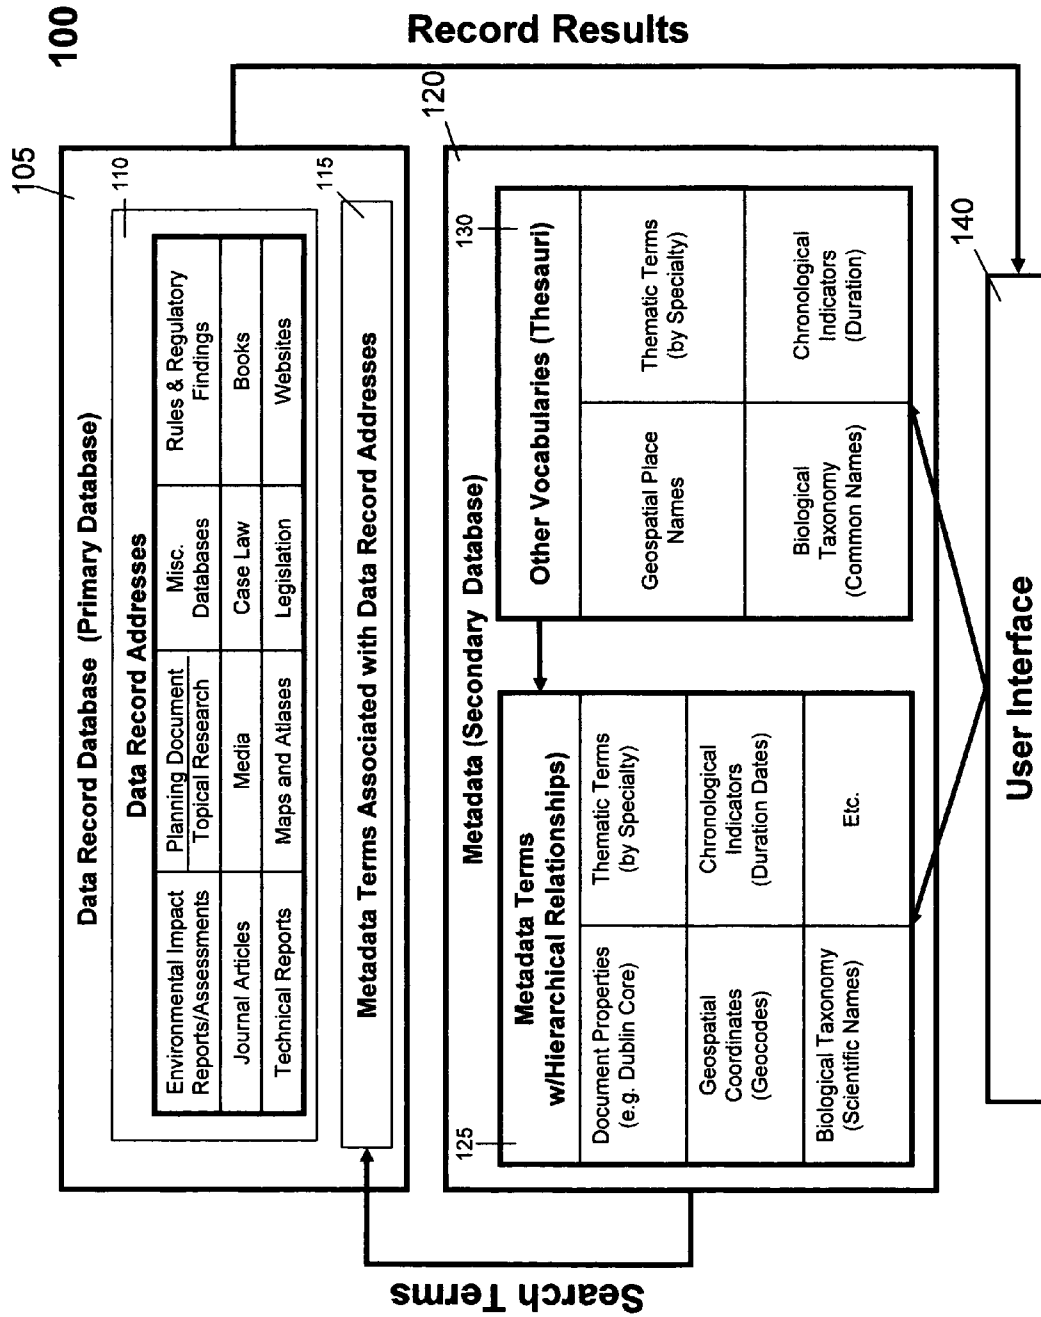 100
105
Data Record Database (Primary Database)
110
Data Record Addresses
Environmental Impact
Reports/Assessments
Planning Document
Topical Research
Misc.
Databases
Rules & Regulatory
Findings
Journal Articles
Media
Case Law
Books
Technical Reports
Maps and Atlases
Legislation
Websites
115
Metadata Terms Associated with Data Record Addresses
Search Terms
Record Results
120
Metadata (Secondary Database)
125
Metadata Terms
w/Hierarchical Relationships)
Document Properties
(e.g. Dublin Core)
Thematic Terms
(by Specialty)
Geospatial
Coordinates
(Geocodes)
Chronological
Indicators
(Duration Dates)
Biological Taxonomy
(Scientific Names)
Etc.
130
Other Vocabularies (Thesauri)
Geospatial Place
Names
Thematic Terms
(by Specialty)
Biological
Taxonomy
(Common Names)
Chronological
Indicators
(Duration)
140
User Interface